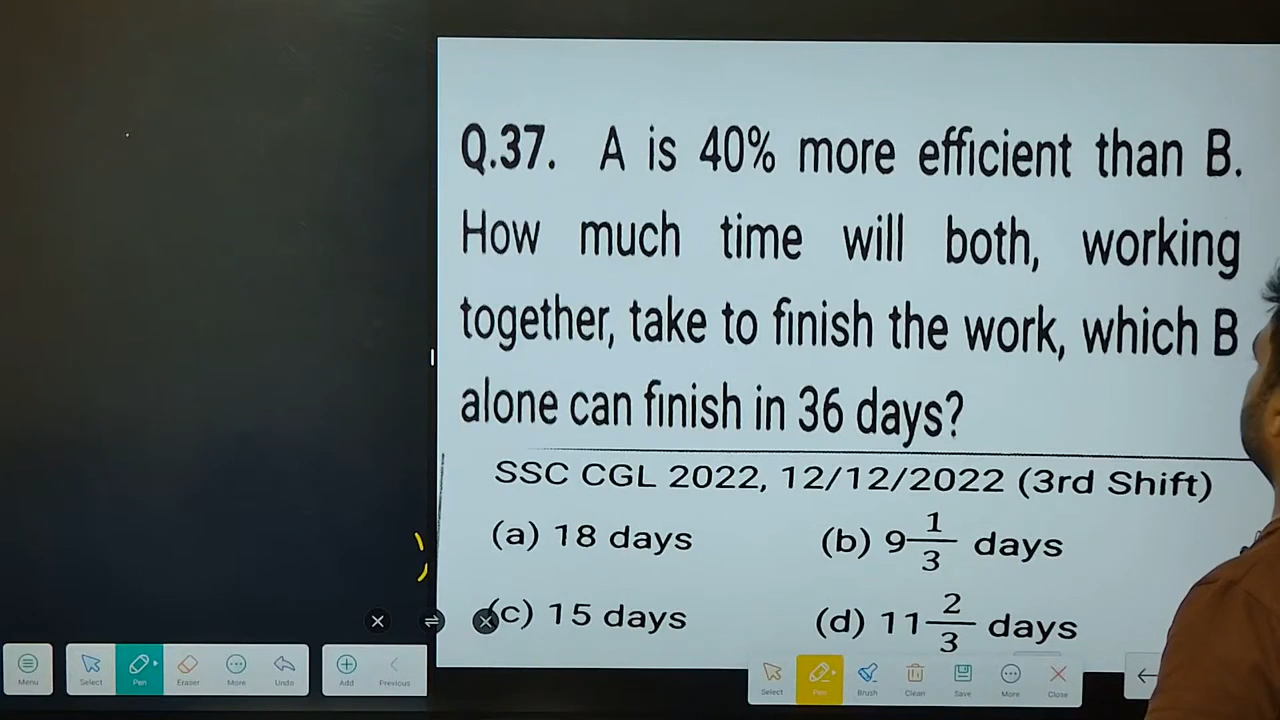 Q.37. A is 40% more efficient than B.
How much time will both, working
together, take to finish the work, which B
alone can finish in 36 days?
SSC CGL 2022, 12/12/2022 (3rd Shift)
(a) 18 days (b) 9 1/3 days
(c) 15 days (d) 11 2/3 days
Menu Select Pen Eraser More Undo Add Previous
Select Pen Brush Clean Save More Close